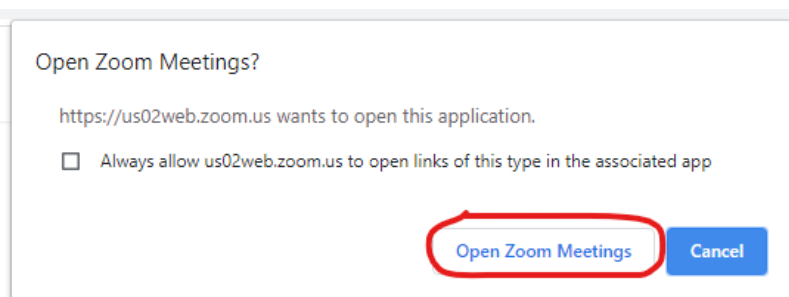 Open Zoom Meetings?
https://us02web.zoom.us wants to open this application.
Always allow us02web.zoom.us to open links of this type in the associated app
Open Zoom Meetings Cancel